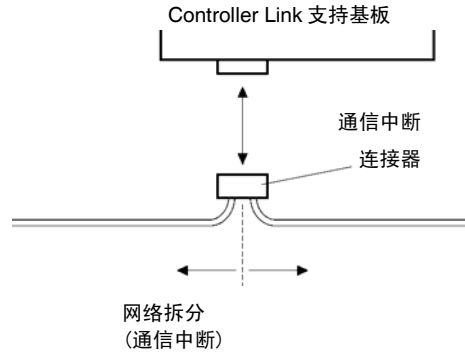 Controller Link 支持基板
通信中断
连接器
网络拆分
(通信中断)